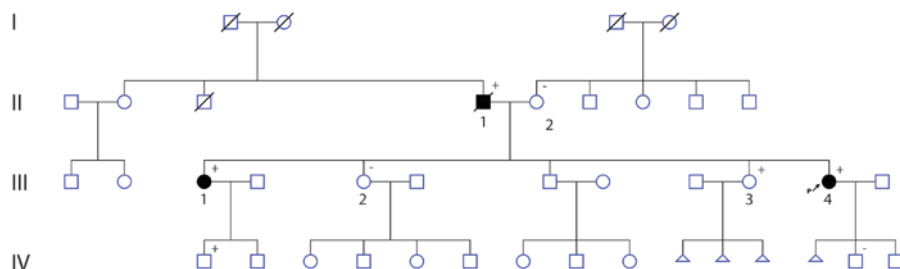 I
+ -
II
1 2
+ - + +
III
1 2 3 P 4
+ -
IV